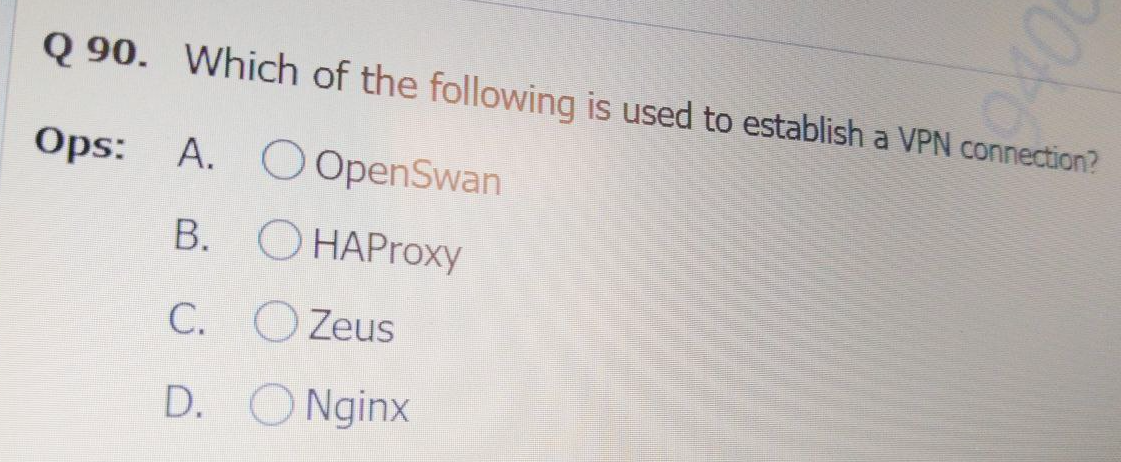 Q 90. Which of the following is used to establish a VPN connection?
Ops: A. OpenSwan
B. HAProxy
C. Zeus
D. Nginx